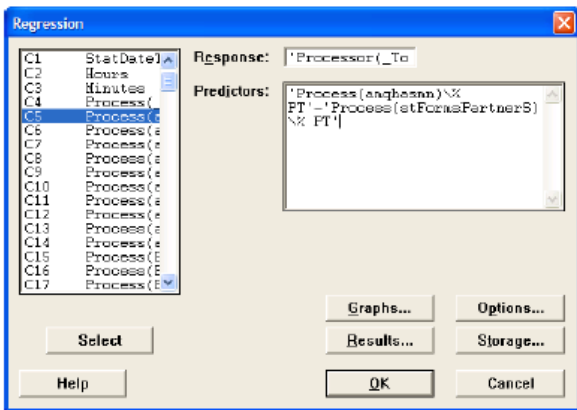 Regression
C1 StatDateT
C2 Hours
C3 Minutes
C4 Process(
C5 Process(a
C6 Process(a
C7 Process(a
C8 Process(a
C9 Process(a
C10 Process(a
C11 Process(a
C12 Process(a
C13 Process(a
C14 Process(a
C15 Process(B
C16 Process(B
C17 Process(B
Response: 'Processor(_To
Predictors: 'Process(anqhasnn)\%
PT'-'Process(stFormsPartnerS)
\% PT'
Graphs... Options...
Select Results... Storage...
Help OK Cancel